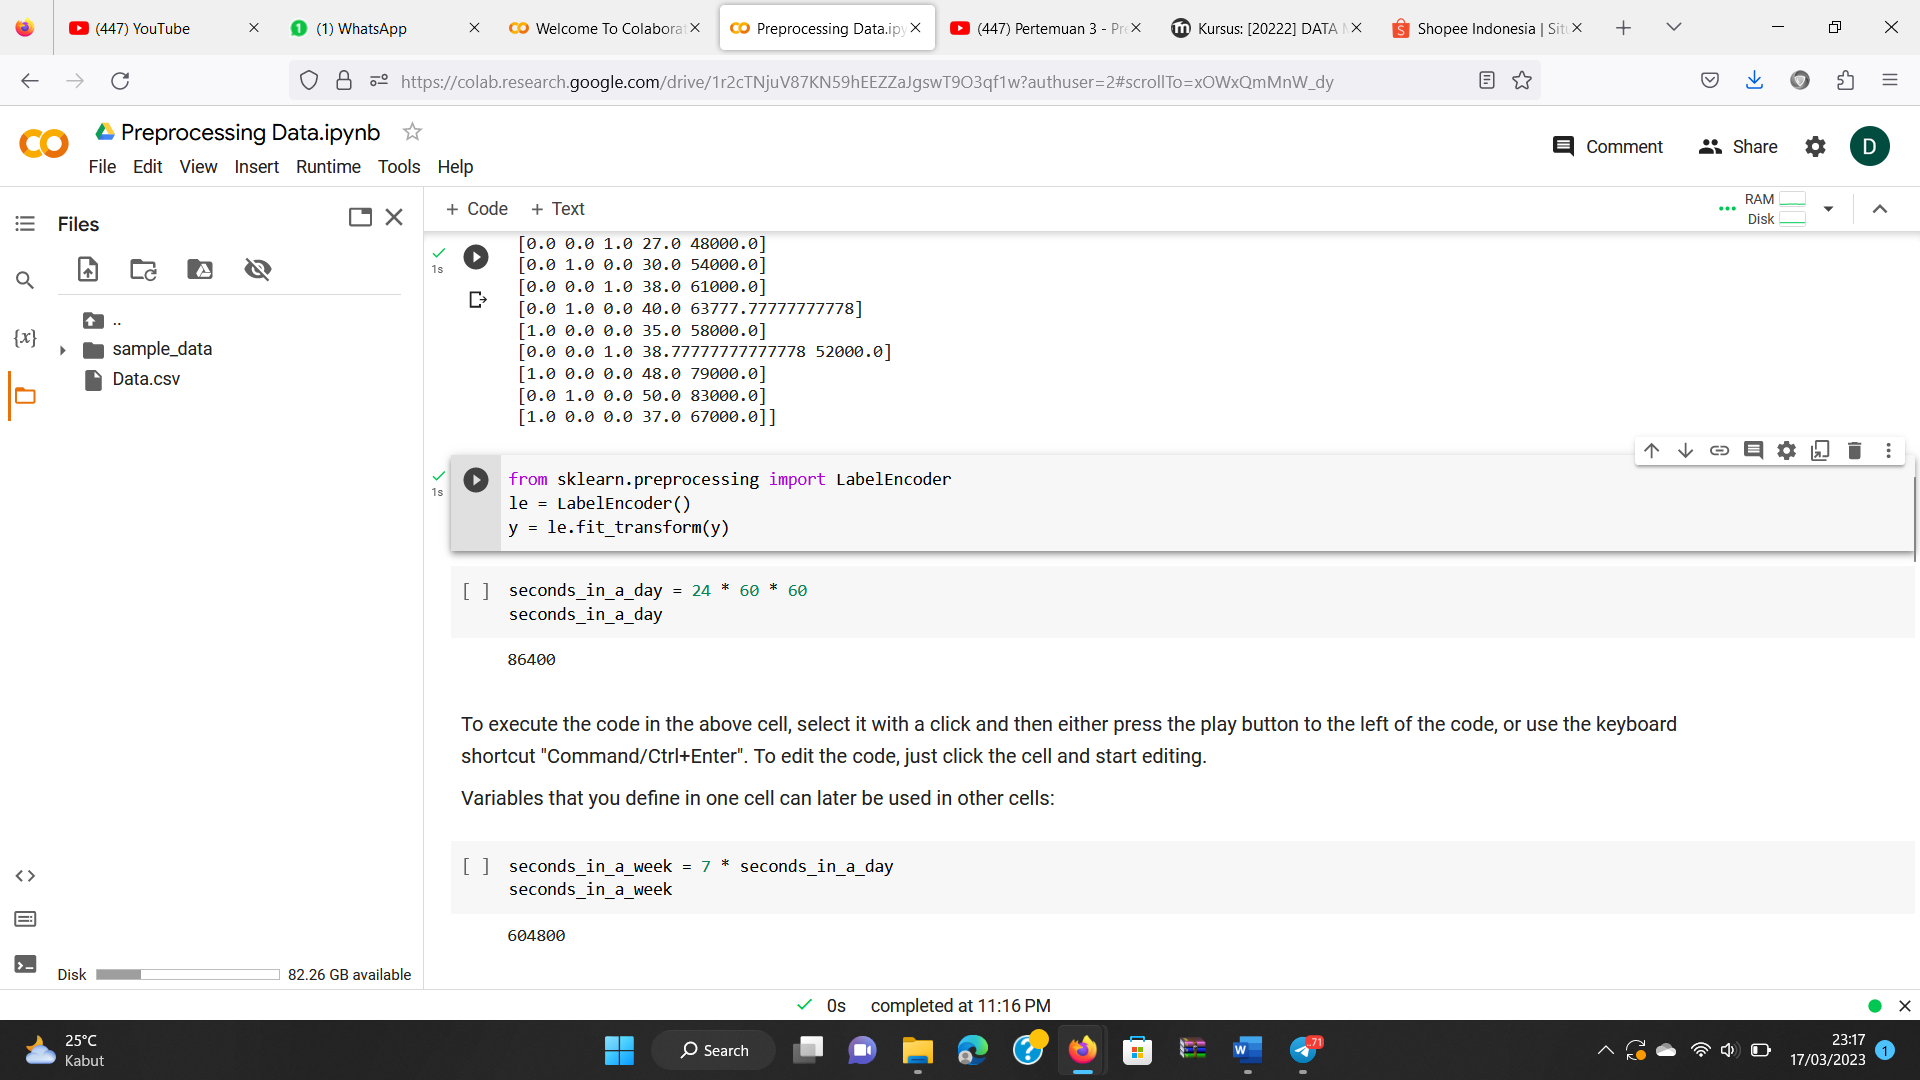 (447) YouTube
(1) WhatsApp
Welcome To Colaborat
Preprocessing Data.ipy
(447) Pertemuan 3 - Pre
Kursus: [20222] DATA M
Shopee Indonesia | Situ
https://colab.research.google.com/drive/1r2cTNjuV87KN59hEEZZaJgswT9O3qf1w?authuser=2#scrollTo=xOWxQmMnW_dy
Preprocessing Data.ipynb
File Edit View Insert Runtime Tools Help
Comment
Share
D
Files
+ Code
+ Text
RAM
Disk
..
sample_data
Data.csv
{x}
1s
[0.0 0.0 1.0 27.0 48000.0]
[0.0 1.0 0.0 30.0 54000.0]
[0.0 0.0 1.0 38.0 61000.0]
[0.0 1.0 0.0 40.0 63777.77777777778]
[1.0 0.0 0.0 35.0 58000.0]
[0.0 0.0 1.0 38.77777777777778 52000.0]
[1.0 0.0 0.0 48.0 79000.0]
[0.0 1.0 0.0 50.0 83000.0]
[1.0 0.0 0.0 37.0 67000.0]]
1s
from sklearn.preprocessing import LabelEncoder
le = LabelEncoder()
y = le.fit_transform(y)
[ ] seconds_in_a_day = 24 * 60 * 60
seconds_in_a_day
86400
To execute the code in the above cell, select it with a click and then either press the play button to the left of the code, or use the keyboard
shortcut "Command/Ctrl+Enter". To edit the code, just click the cell and start editing.
Variables that you define in one cell can later be used in other cells:
[ ] seconds_in_a_week = 7 * seconds_in_a_day
seconds_in_a_week
604800
Disk 82.26 GB available
0s completed at 11:16 PM
25°C
Kabut
Search
71
23:17
17/03/2023
1